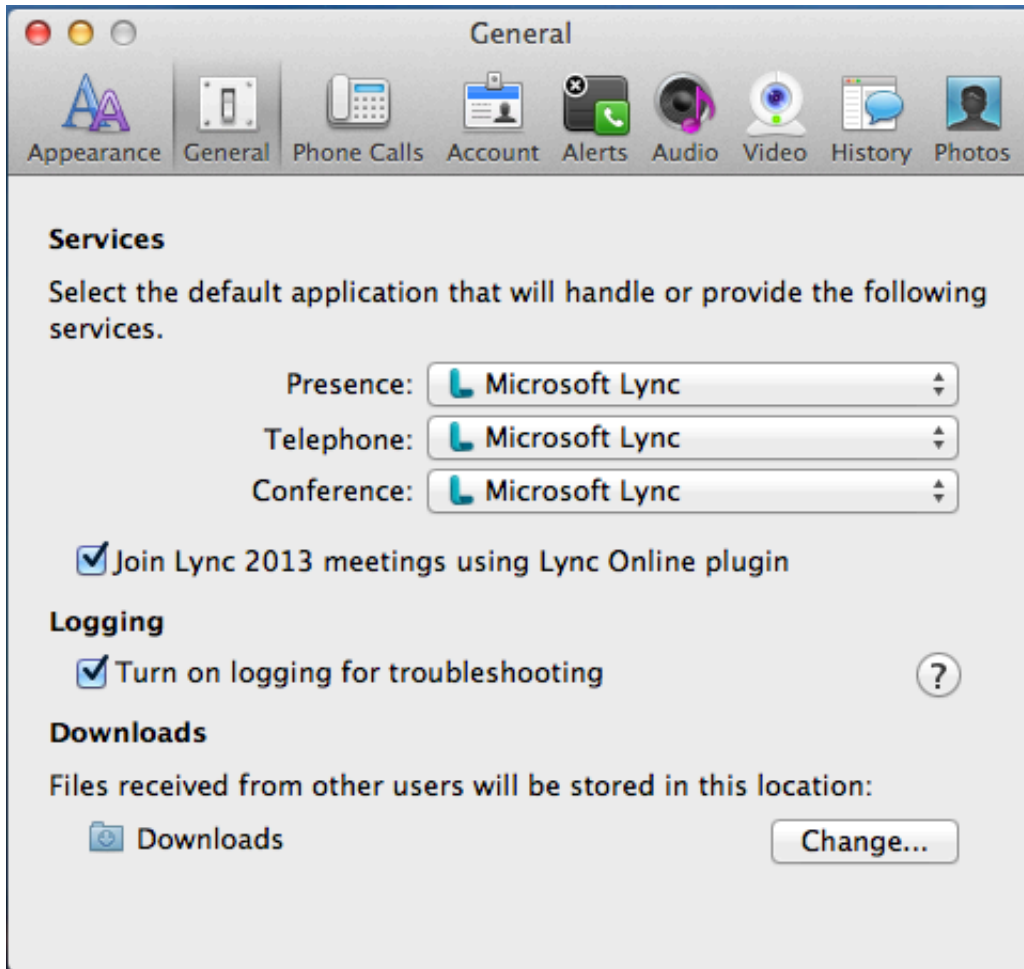 General
Appearance General Phone Calls Account Alerts Audio Video History Photos
Services
Select the default application that will handle or provide the following
services.
Presence: Microsoft Lync
Telephone: Microsoft Lync
Conference: Microsoft Lync
Join Lync 2013 meetings using Lync Online plugin
Logging
Turn on logging for troubleshooting ?
Downloads
Files received from other users will be stored in this location:
Downloads Change...